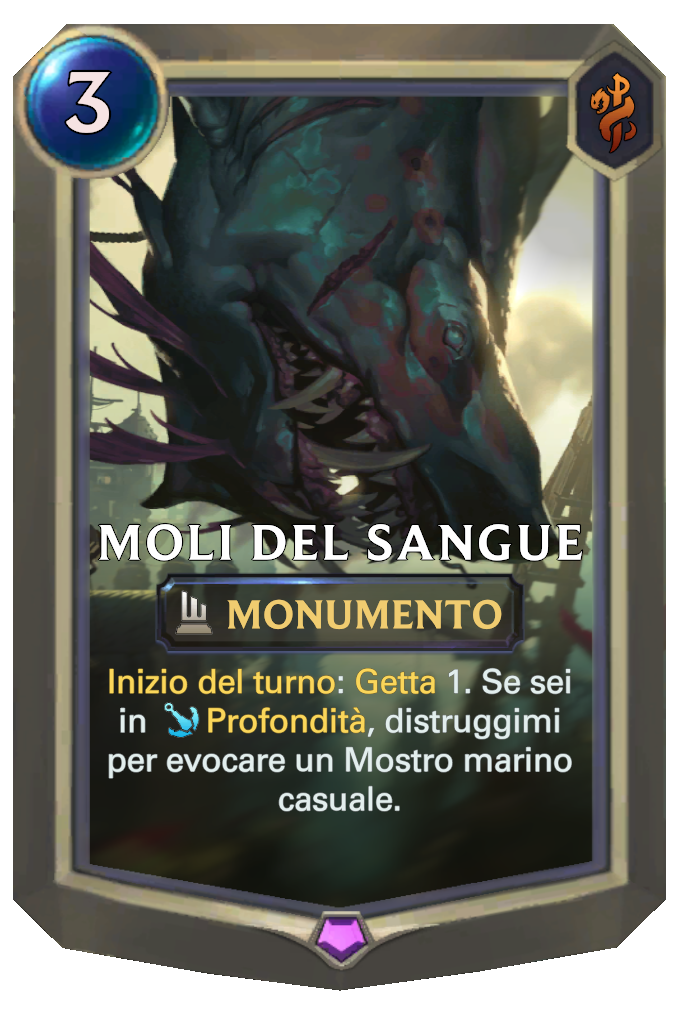 3
MOLI DEL SANGUE
MONUMENTO
Inizio del turno: Getta 1. Se sei
in Profondità, distruggimi
per evocare un Mostro marino
casuale.